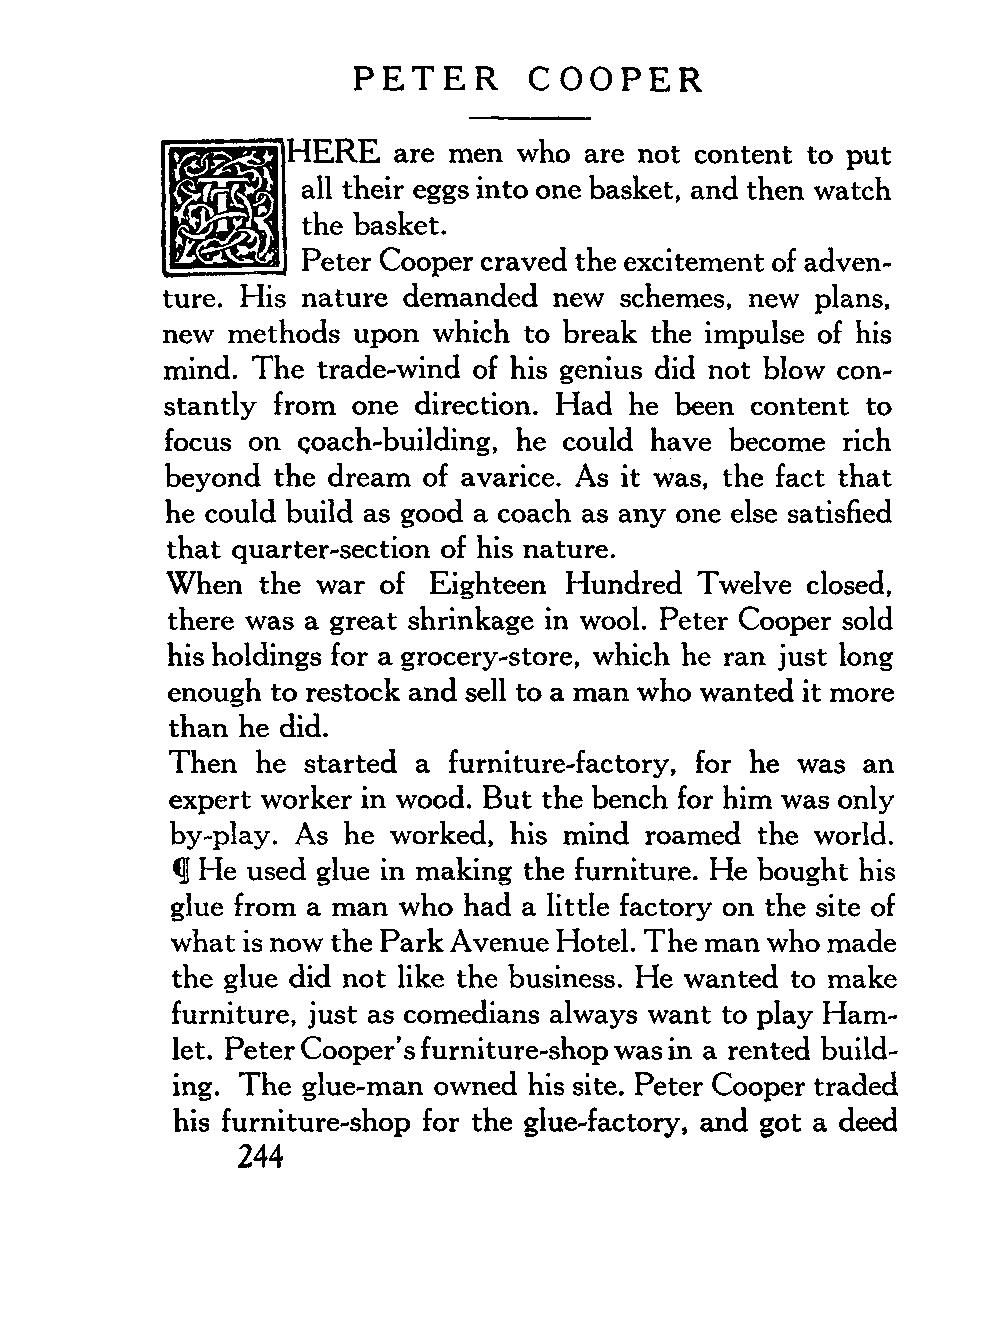 PETER COOPER
THERE are men who are not content to put
all their eggs into one basket, and then watch
the basket.
Peter Cooper craved the excitement of adven-
ture. His nature demanded new schemes, new plans,
new methods upon which to break the impulse of his
mind. The trade-wind of his genius did not blow con-
stantly from one direction. Had he been content to
focus on coach-building, he could have become rich
beyond the dream of avarice. As it was, the fact that
he could build as good a coach as any one else satisfied
that quarter-section of his nature.
When the war of Eighteen Hundred Twelve closed,
there was a great shrinkage in wool. Peter Cooper sold
his holdings for a grocery-store, which he ran just long
enough to restock and sell to a man who wanted it more
than he did.
Then he started a furniture-factory, for he was an
expert worker in wood. But the bench for him was only
by-play. As he worked, his mind roamed the world.
¶ He used glue in making the furniture. He bought his
glue from a man who had a little factory on the site of
what is now the Park Avenue Hotel. The man who made
the glue did not like the business. He wanted to make
furniture, just as comedians always want to play Ham-
let. Peter Cooper's furniture-shop was in a rented build-
ing. The glue-man owned his site. Peter Cooper traded
his furniture-shop for the glue-factory, and got a deed
244